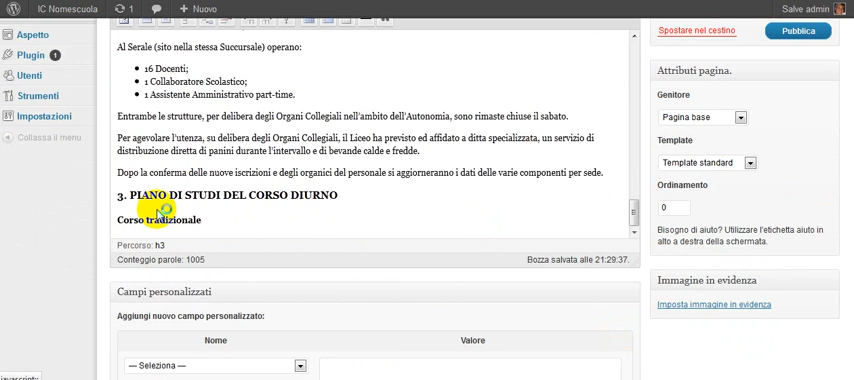 IC Nomescuola
1
Nuovo
Salve admin
Aspetto
Plugin 1
Utenti
Strumenti
Impostazioni
Collassa il menu
Al Serale (sito nella stessa Succursale) operano:
16 Docenti;
1 Collaboratore Scolastico;
1 Assistente Amministrativo part-time.
Entrambe le strutture, per delibera degli Organi Collegiali nell'ambito dell'Autonomia, sono rimaste chiuse il sabato.
Per agevolare l'utenza, su delibera degli Organi Collegiali, il Liceo ha previsto ed affidato a ditta specializzata, un servizio di
distribuzione diretta di panini durante l'intervallo e di bevande calde e fredde.
Dopo la conferma delle nuove iscrizioni e degli organici del personale si aggiorneranno i dati delle varie componenti per sede.
3. PIANO DI STUDI DEL CORSO DIURNO
Corso tradizionale
Percorso: h3
Conteggio parole: 1005
Bozza salvata alle 21:29:37.
Campi personalizzati
Aggiungi nuovo campo personalizzato:
Nome
Valore
— Seleziona —
Spostare nel cestino
Pubblica
Attributi pagina.
Genitore
Pagina base
Template
Template standard
Ordinamento
0
Bisogno di aiuto? Utilizzare l'etichetta aiuto in
alto a destra della schermata.
Immagine in evidenza
Imposta immagine in evidenza